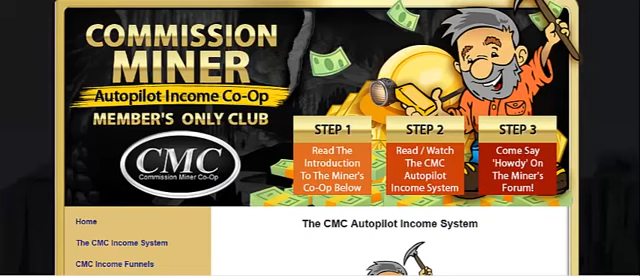 COMMISSION
MINER
Autopilot Income Co-Op
MEMBER'S ONLY CLUB
CMC
Commission Miner Co-Op
STEP 1
Read The
Introduction
To The Miner's
Co-Op Below
STEP 2
Read / Watch
The CMC
Autopilot
Income System
STEP 3
Come Say
'Howdy' On
The Miner's
Forum!
Home
The CMC Income System
CMC Income Funnels
The CMC Autopilot Income System